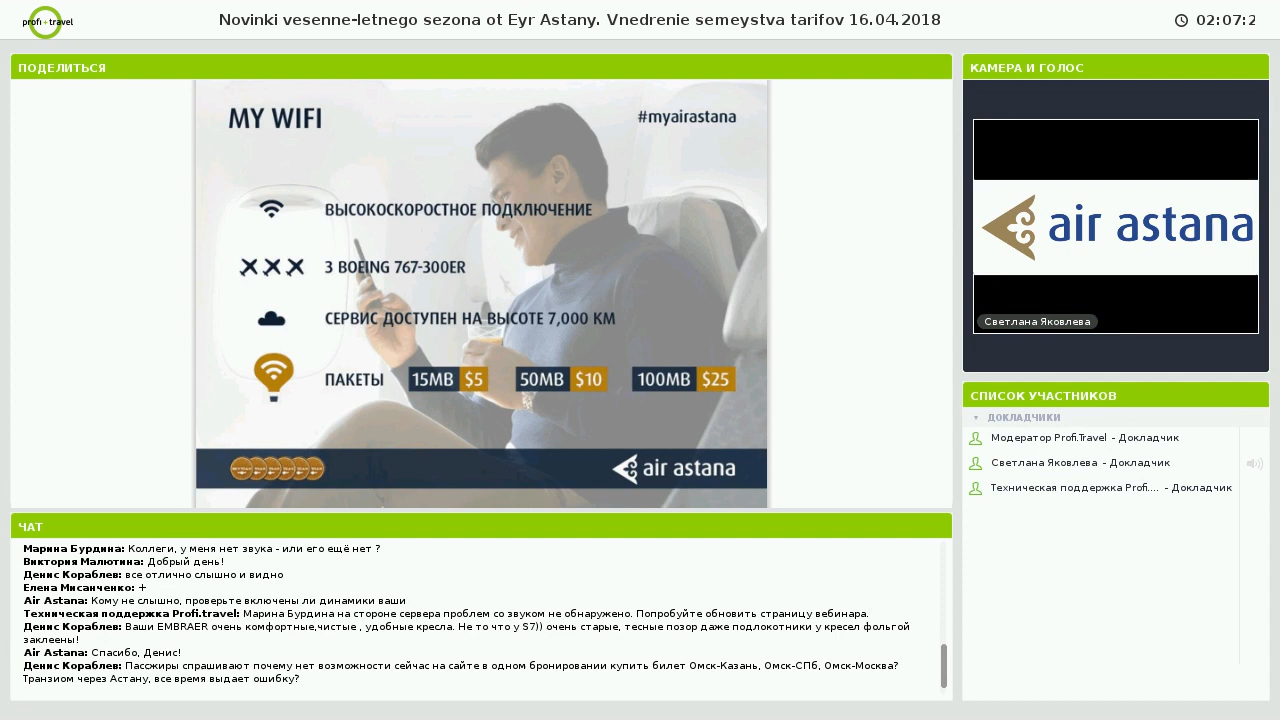 profi+travel
Novinki vesenne-letnego sezona ot Eyr Astany. Vnedrenie semeystva tarifov 16.04.2018
02:07:2
ПОДЕЛИТЬСЯ
MY WIFI
#myairastana
ВЫСОКОСКОРОСТНОЕ ПОДКЛЮЧЕНИЕ
3 BOEING 767-300ER
СЕРВИС ДОСТУПЕН НА ВЫСОТЕ 7,000 КМ
ПАКЕТЫ 15MB $5 50MB $10 100MB $25
air astana
КАМЕРА И ГОЛОС
air astana
Светлана Яковлева
СПИСОК УЧАСТНИКОВ
ДОКЛАДЧИКИ
Модератор Profi.Travel - Докладчик
Светлана Яковлева - Докладчик
Техническая поддержка Profi.... - Докладчик
ЧАТ
Марина Бурдина: Коллеги, у меня нет звука - или его ещё нет ?
Виктория Малютина: Добрый день!
Денис Кораблев: все отлично слышно и видно
Елена Мисанченко: +
Air Astana: Кому не слышно, проверьте включены ли динамики ваши
Техническая поддержка Profi.travel: Марина Бурдина на стороне сервера проблем со звуком не обнаружено. Попробуйте обновить страницу вебинара.
Денис Кораблев: Ваши EMBRAER очень комфортные,чистые , удобные кресла. Не то что у S7)) очень старые, тесные позор даже подлокотники у кресел фольгой
заклеены!
Air Astana: Спасибо, Денис!
Денис Кораблев: Пассжиры спрашивают почему нет возможности сейчас на сайте в одном бронировании купить билет Омск-Казань, Омск-СПб, Омск-Москва?
Транзиом через Астану, все время выдает ошибку?